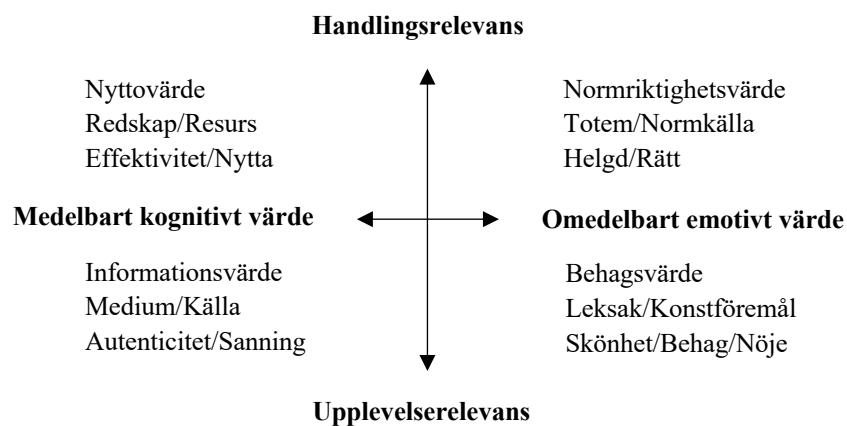 Handlingsrelevans
Nyttovärde
Redskap/Resurs
Effektivitet/Nytta
Normriktighetsvärde
Totem/Normkälla
Helgd/Rätt
Medelbart kognitivt värde
Omedelbart emotivt värde
Informationsvärde
Medium/Källa
Autenticitet/Sanning
Behagsvärde
Leksak/Konstföremål
Skönhet/Behag/Nöje
Upplevelserelevans